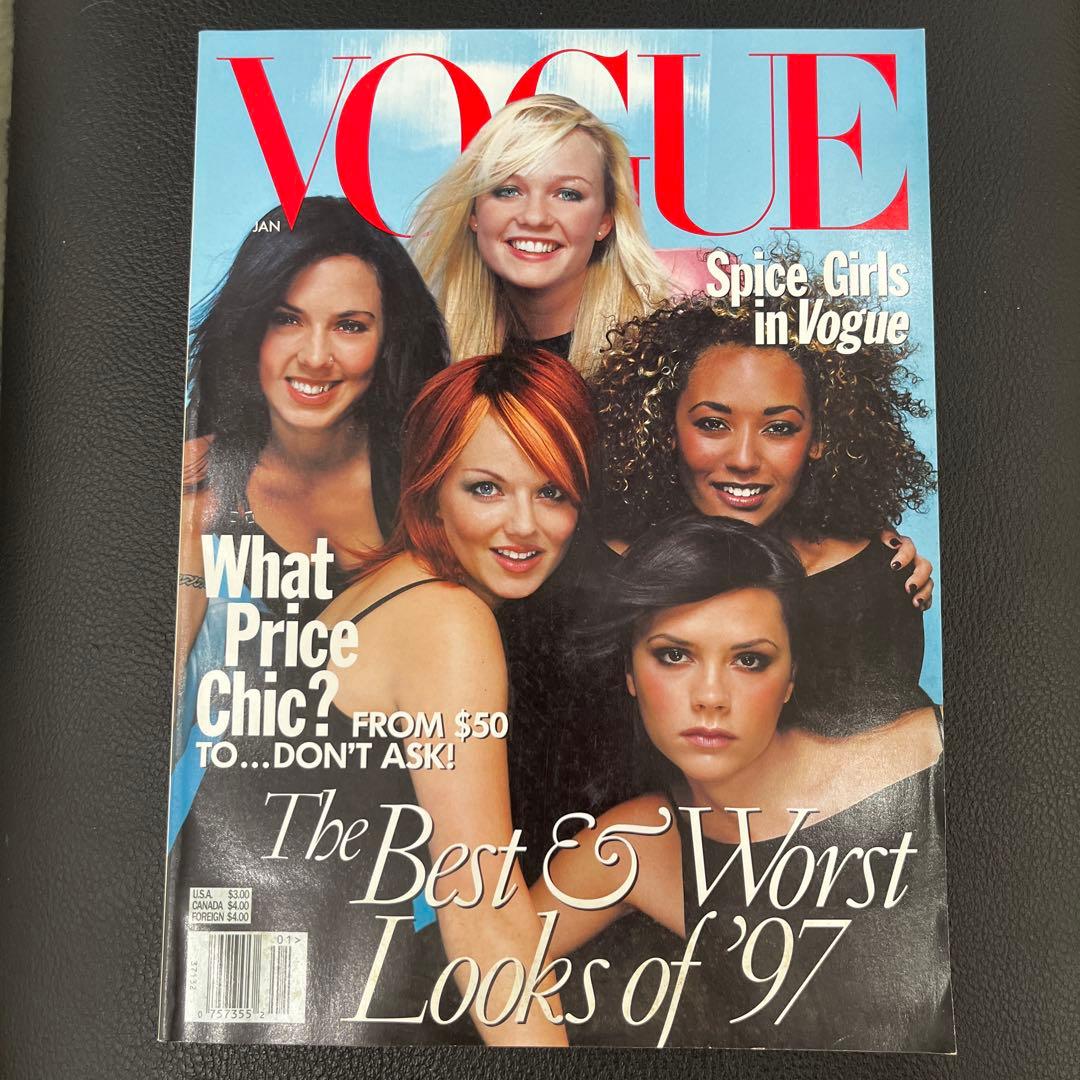 VOGUE
JAN
Spice Girls
in Vogue
What
Price
Chic? FROM $50
TO...DON'T ASK!
The Best & Worst
Looks of '97
U.S.A. $3.00
CANADA $4.00
FOREIGN $4.00
01>
37132
0 757355 2